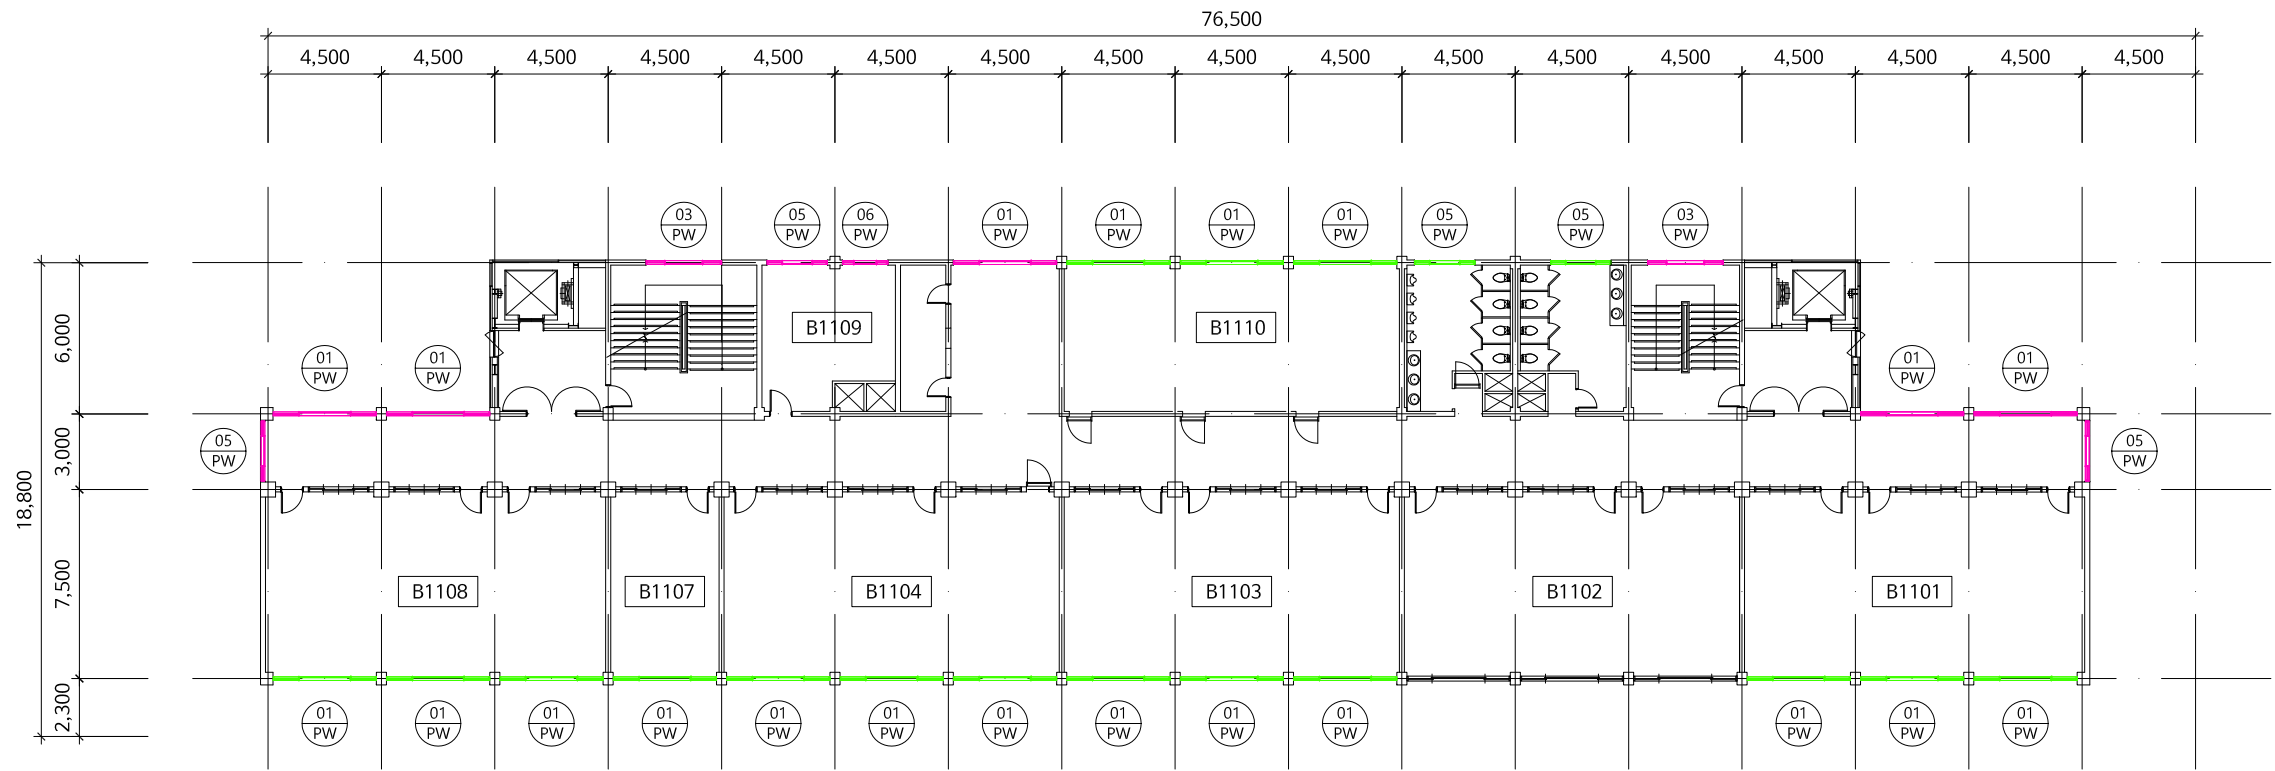 76,500
4,500 4,500 4,500 4,500 4,500 4,500 4,500 4,500 4,500 4,500 4,500 4,500 4,500 4,500 4,500 4,500 4,500
03 05 06 01 01 01 01 05 05 03
PW PW PW PW PW PW PW PW PW PW
18,800
6,000
3,000
7,500
2,300
B1109 B1110
01 01 01 01
PW PW PW PW
05 05
PW PW
B1108 B1107 B1104 B1103 B1102 B1101
01 01 01 01 01 01 01 01 01 01 01 01 01
PW PW PW PW PW PW PW PW PW PW PW PW PW